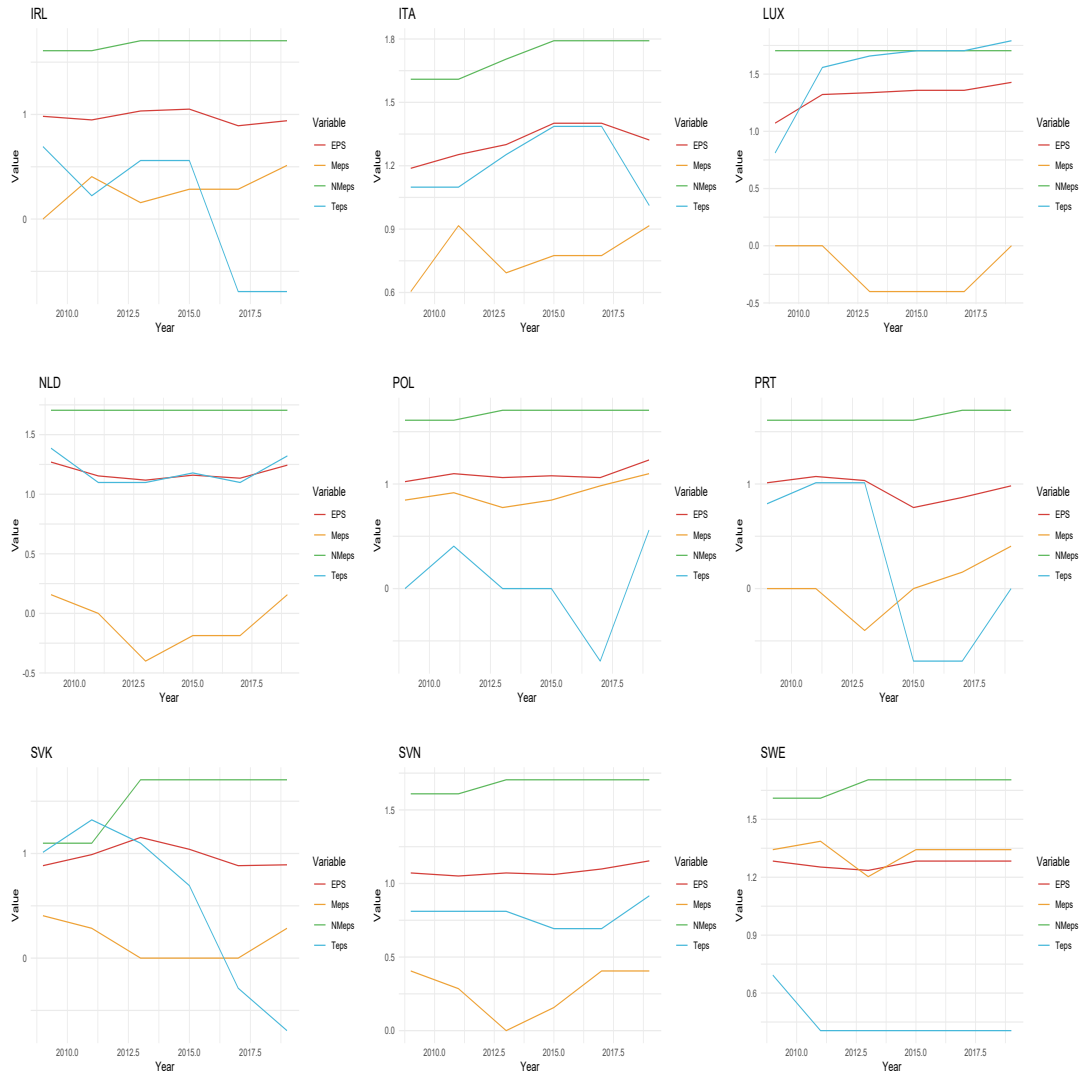 IRL
Value
1
0
2010.0 2012.5 2015.0 2017.5
Year
Variable
EPS
Meps
NMeps
Teps
ITA
Value
1.8
1.5
1.2
0.9
0.6
2010.0 2012.5 2015.0 2017.5
Year
Variable
EPS
Meps
NMeps
Teps
LUX
Value
1.5
1.0
0.5
0.0
-0.5
2010.0 2012.5 2015.0 2017.5
Year
Variable
EPS
Meps
NMeps
Teps
NLD
Value
1.5
1.0
0.5
0.0
-0.5
2010.0 2012.5 2015.0 2017.5
Year
Variable
EPS
Meps
NMeps
Teps
POL
Value
1
0
2010.0 2012.5 2015.0 2017.5
Year
Variable
EPS
Meps
NMeps
Teps
PRT
Value
1
0
2010.0 2012.5 2015.0 2017.5
Year
Variable
EPS
Meps
NMeps
Teps
SVK
Value
1
0
2010.0 2012.5 2015.0 2017.5
Year
Variable
EPS
Meps
NMeps
Teps
SVN
Value
1.5
1.0
0.5
0.0
2010.0 2012.5 2015.0 2017.5
Year
Variable
EPS
Meps
NMeps
Teps
SWE
Value
1.5
1.2
0.9
0.6
2010.0 2012.5 2015.0 2017.5
Year
Variable
EPS
Meps
NMeps
Teps